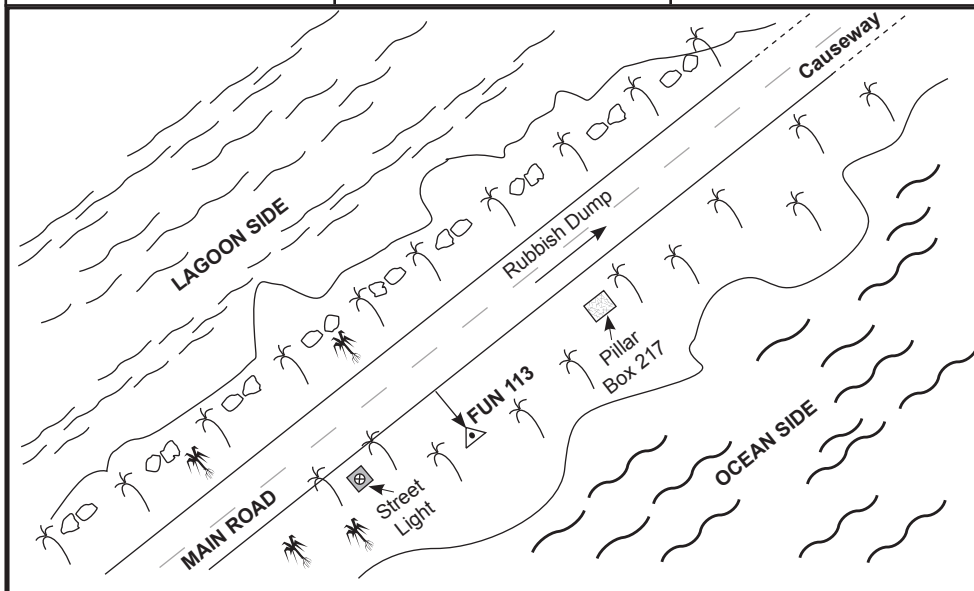 Causeway
LAGOON SIDE
Rubbish Dump
Pillar
Box 217
FUN 113
OCEAN SIDE
Street
Light
MAIN ROAD